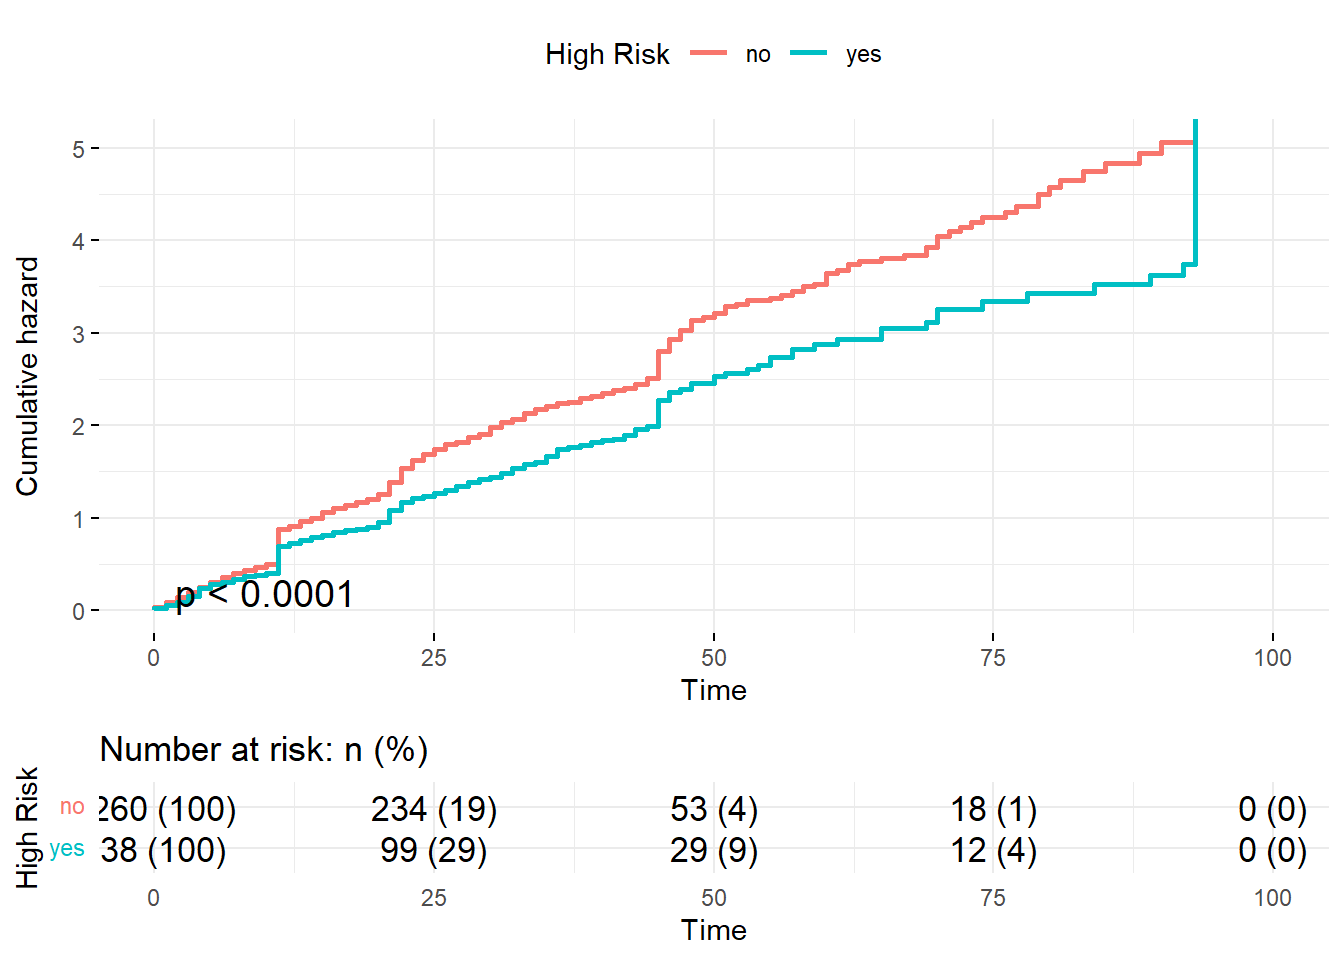 High Risk no yes
5
4
3
2
1
0
Cumulative hazard
p < 0.0001
0 25 50 75 100
Time
Number at risk: n (%)
High Risk
no 260 (100) 234 (19) 53 (4) 18 (1) 0 (0)
yes 38 (100) 99 (29) 29 (9) 12 (4) 0 (0)
0 25 50 75 100
Time